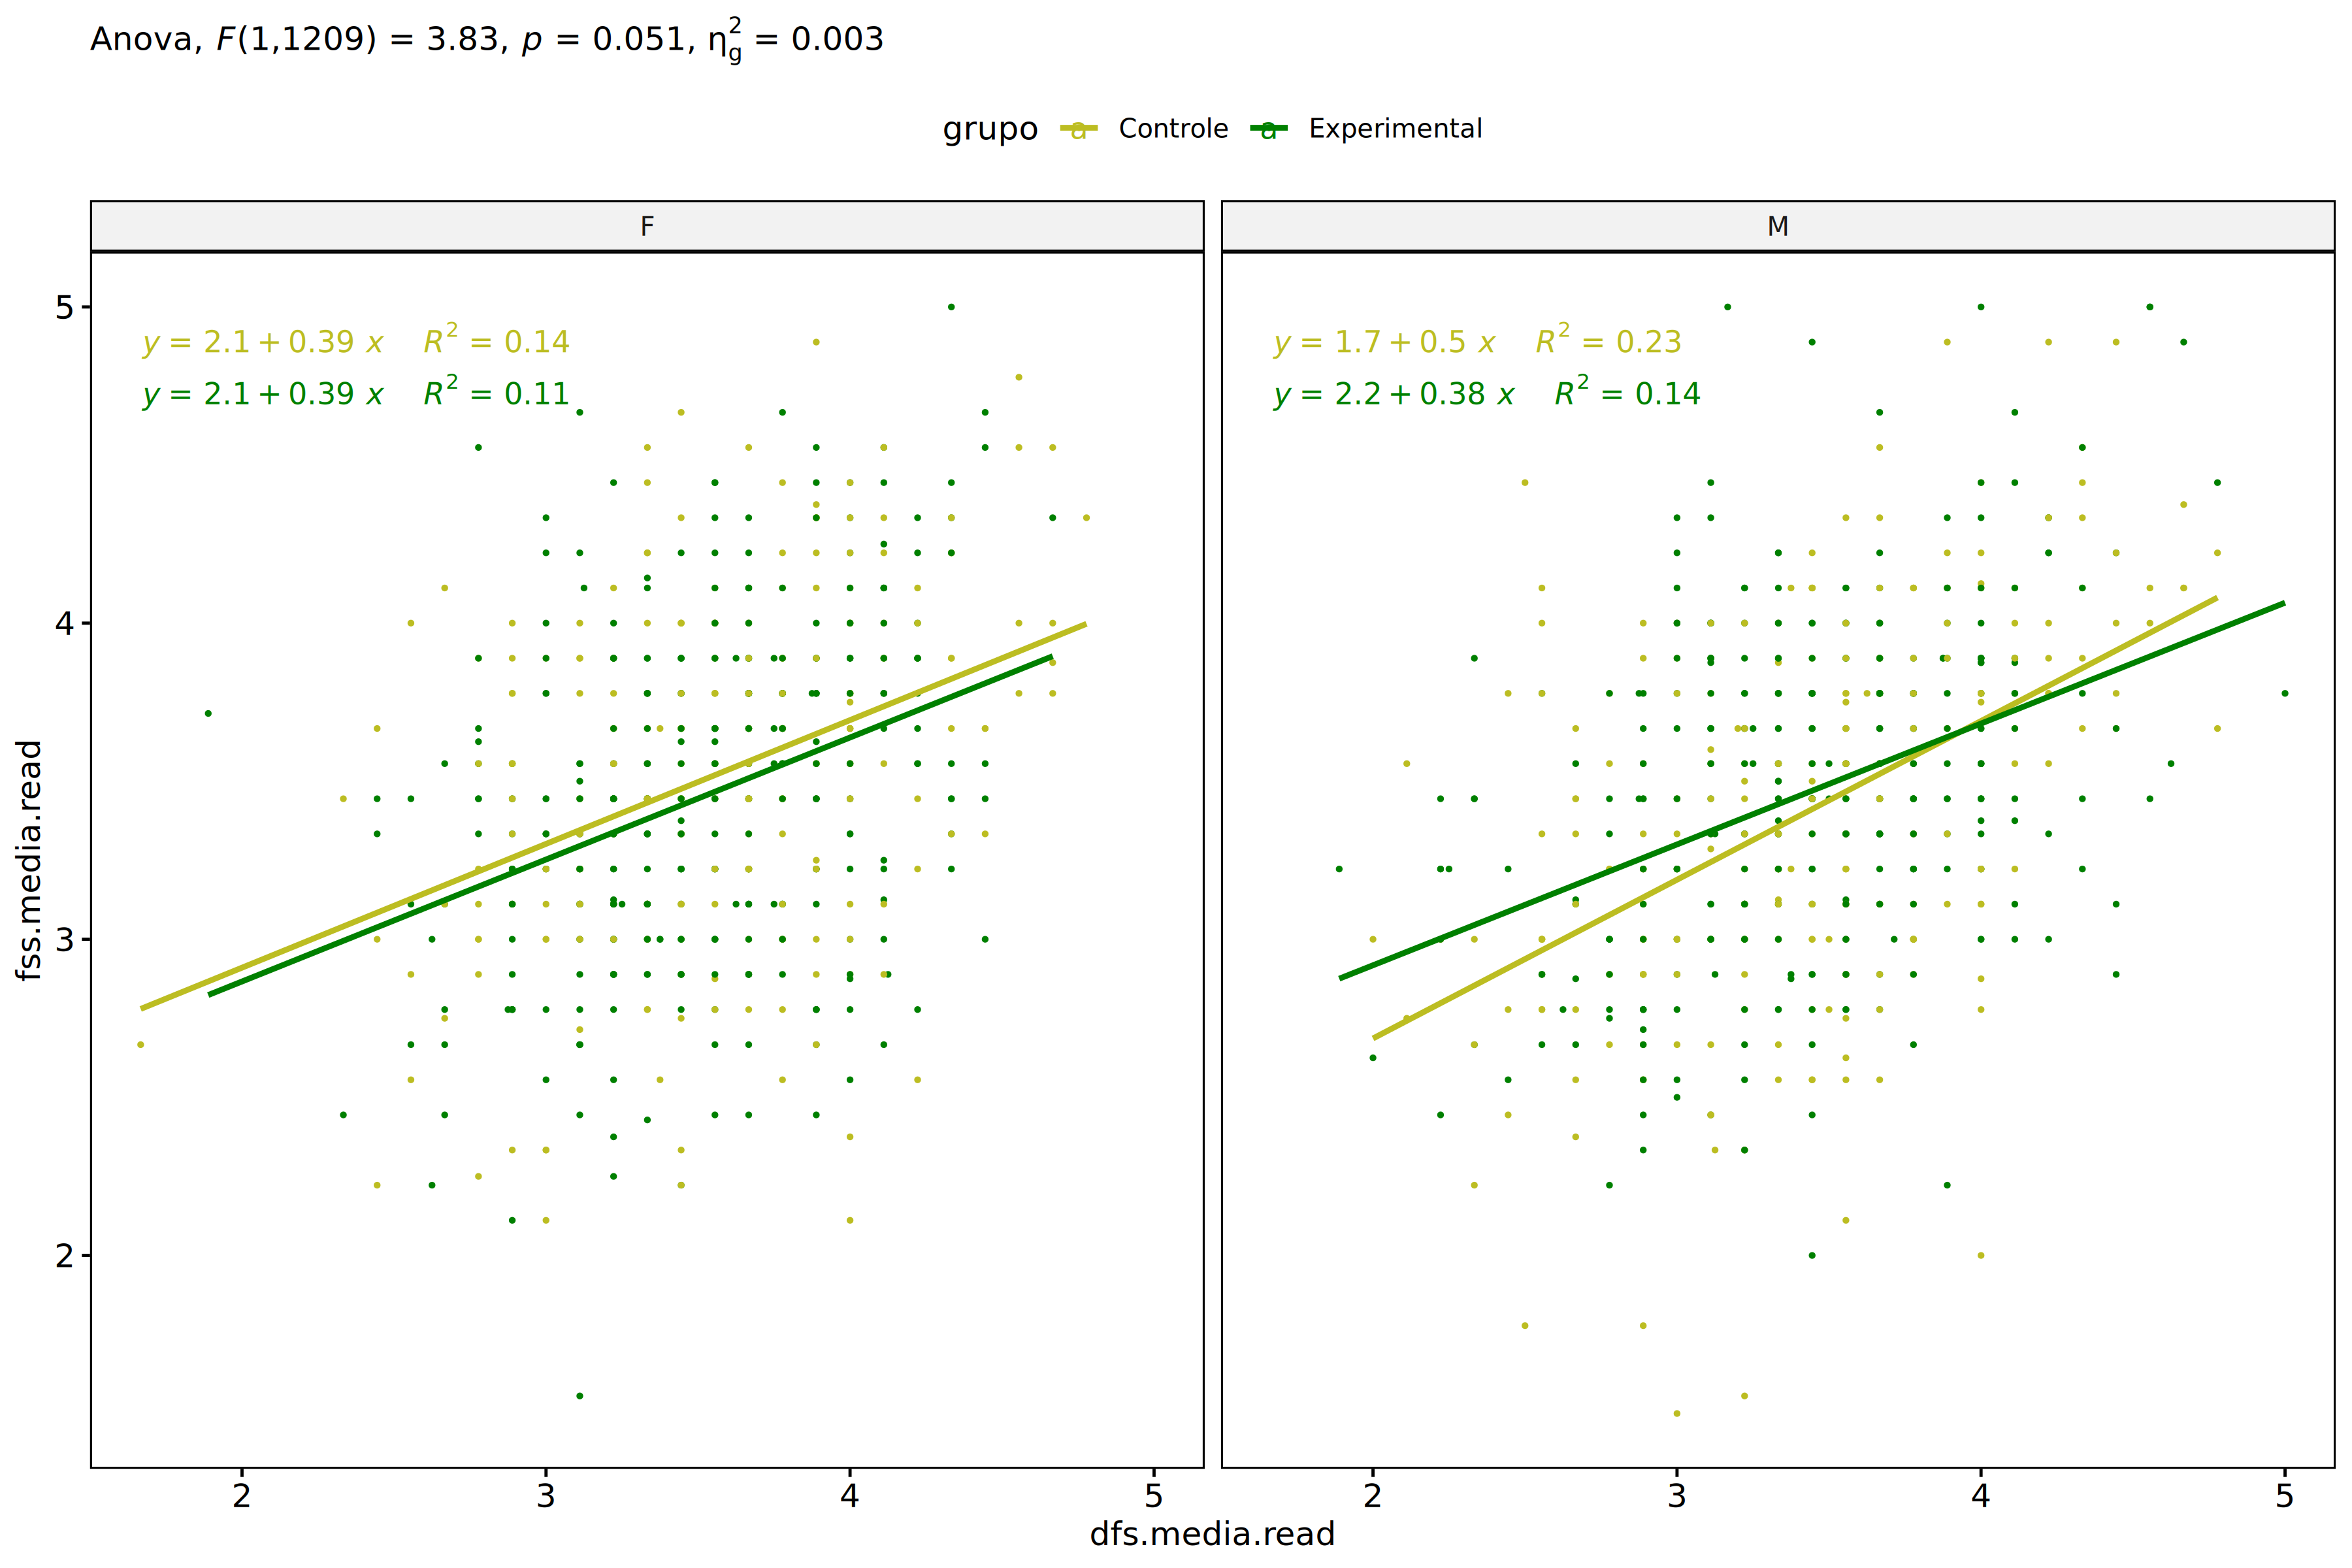 Anova, F(1,1209) = 3.83, p = 0.051, η²g = 0.003
grupo a Controle a Experimental
F
M
y = 2.1 + 0.39 x R² = 0.14
y = 2.1 + 0.39 x R² = 0.11
y = 1.7 + 0.5 x R² = 0.23
y = 2.2 + 0.38 x R² = 0.14
5
4
3
2
fss.media.read
2 3 4 5
2 3 4 5
dfs.media.read